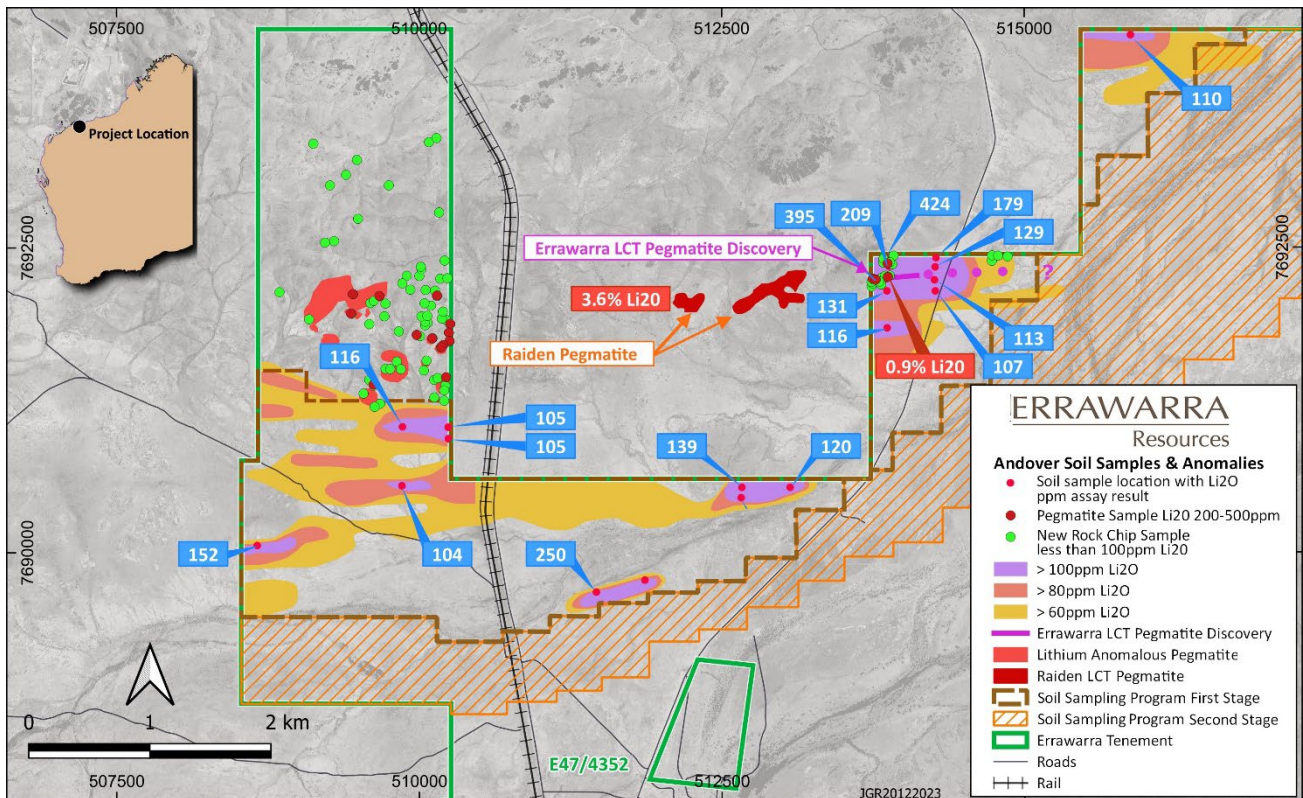 507500
510000
512500
515000
Project Location
110
7692500
7692500
395
209
424
179
129
Errawarra LCT Pegmatite Discovery
?
3.6% Li20
131
116
113
Raiden Pegmatite
0.9% Li20
107
116
105
105
139
120
152
104
250
7690000
0
1
2 km
E47/4352
507500
510000
512500
JGR20122023
ERRAWARRA
Resources
Andover Soil Samples & Anomalies
Soil sample location with Li2O
ppm assay result
Pegmatite Sample Li20 200-500ppm
New Rock Chip Sample
less than 100ppm Li20
> 100ppm Li2O
> 80ppm Li2O
> 60ppm Li2O
Errawarra LCT Pegmatite Discovery
Lithium Anomalous Pegmatite
Raiden LCT Pegmatite
Soil Sampling Program First Stage
Soil Sampling Program Second Stage
Errawarra Tenement
Roads
Rail